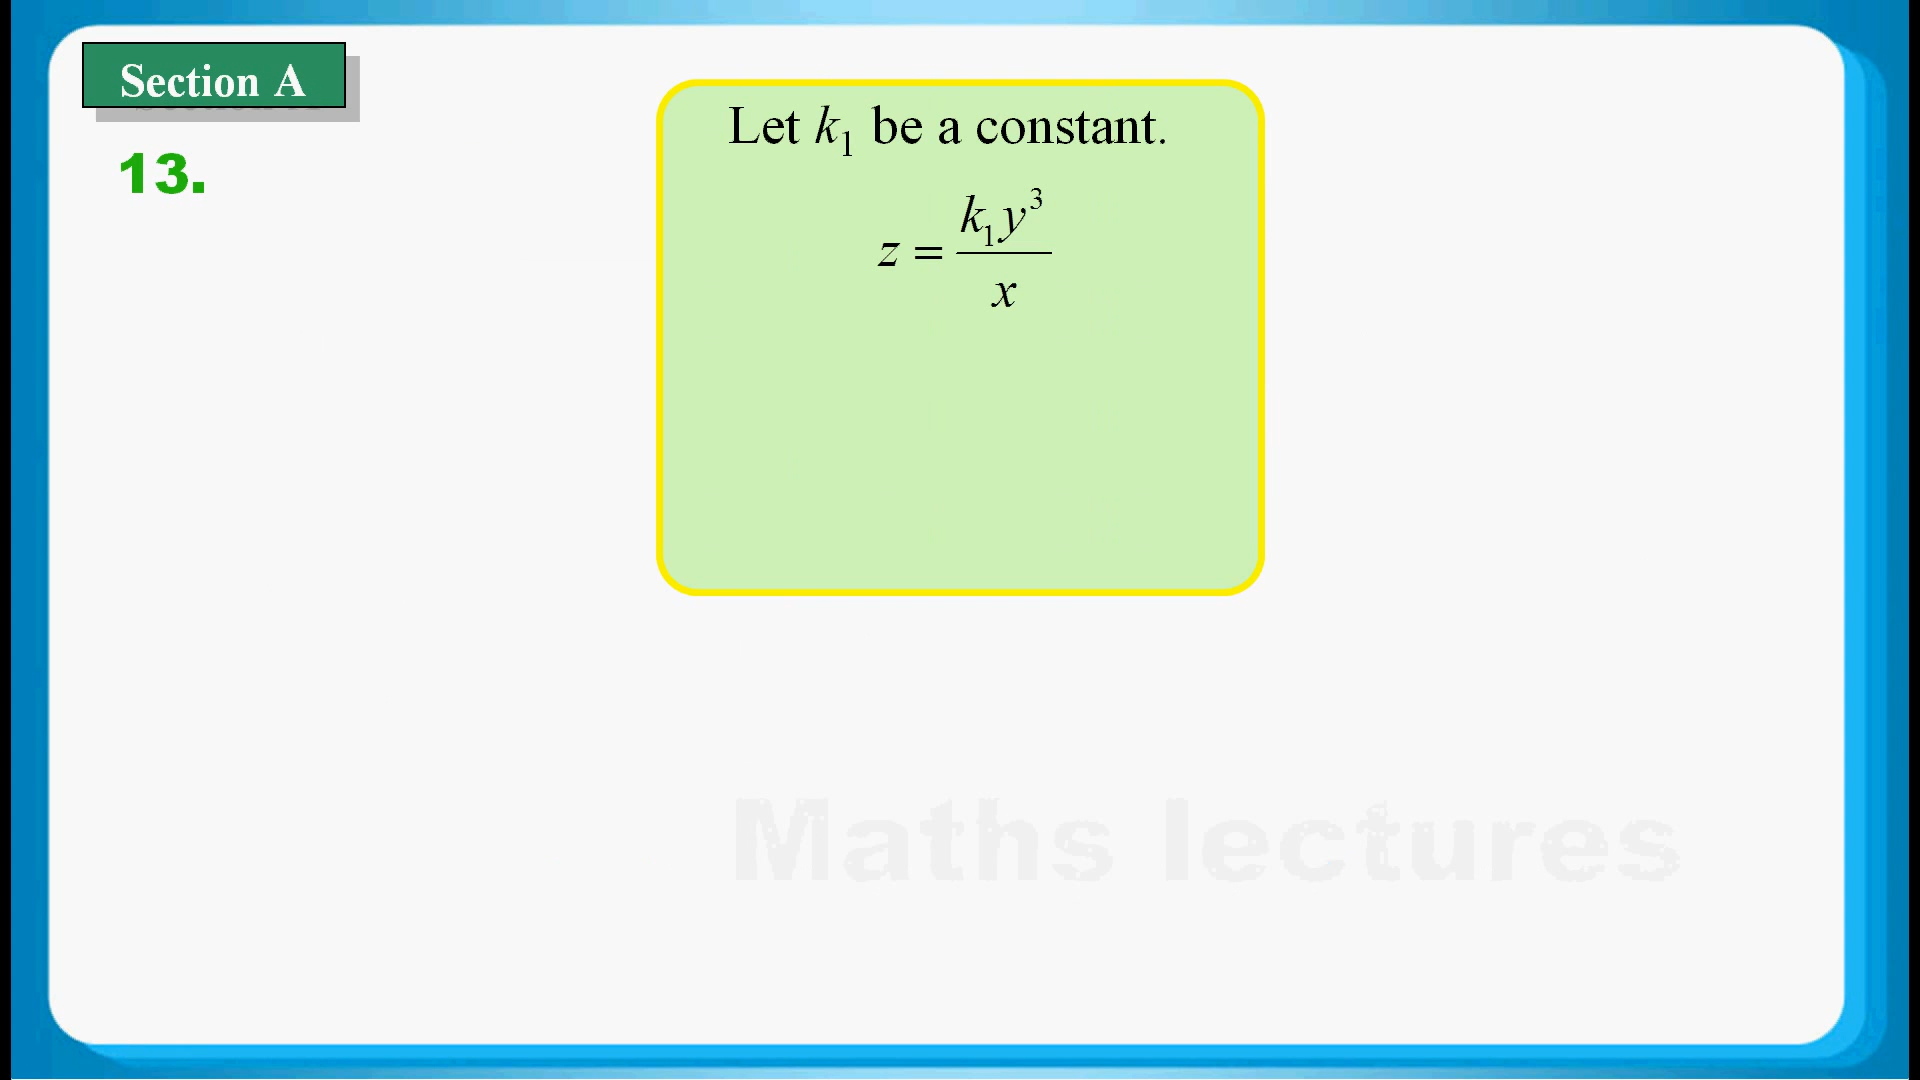 Section A
13.
Let k₁ be a constant.
z = k₁y³/x
Maths lectures